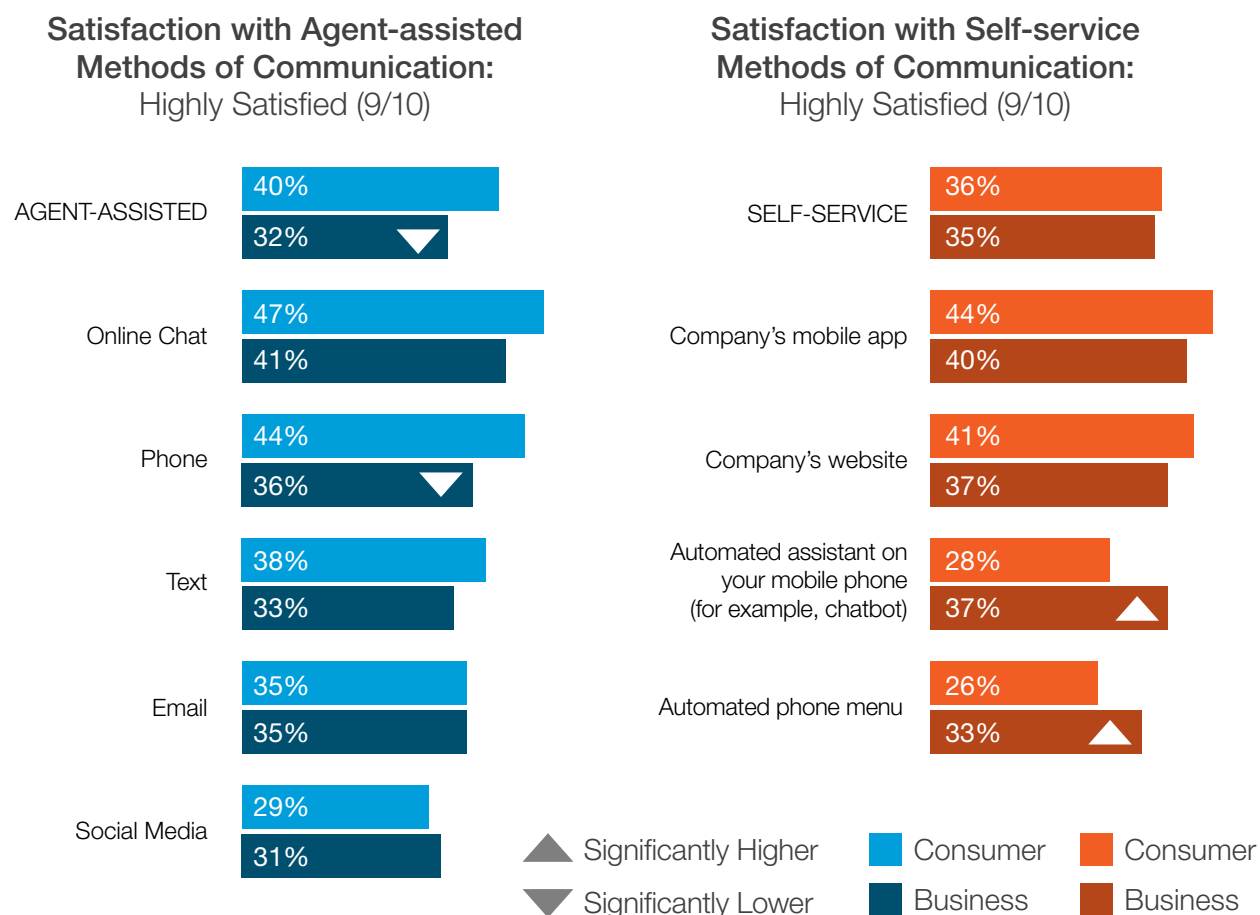 Satisfaction with Agent-assisted
Methods of Communication:
Highly Satisfied (9/10)
AGENT-ASSISTED
40%
32%
Online Chat
47%
41%
Phone
44%
36%
Text
38%
33%
Email
35%
35%
Social Media
29%
31%
Satisfaction with Self-service
Methods of Communication:
Highly Satisfied (9/10)
SELF-SERVICE
36%
35%
Company’s mobile app
44%
40%
Company’s website
41%
37%
Automated assistant on
your mobile phone
(for example, chatbot)
28%
37%
Automated phone menu
26%
33%
Significantly Higher
Significantly Lower
Consumer
Business
Consumer
Business